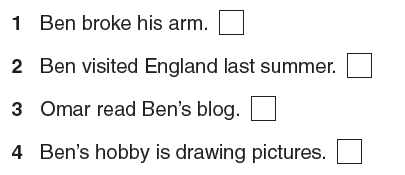 1 Ben broke his arm.
2 Ben visited England last summer.
3 Omar read Ben's blog.
4 Ben's hobby is drawing pictures.